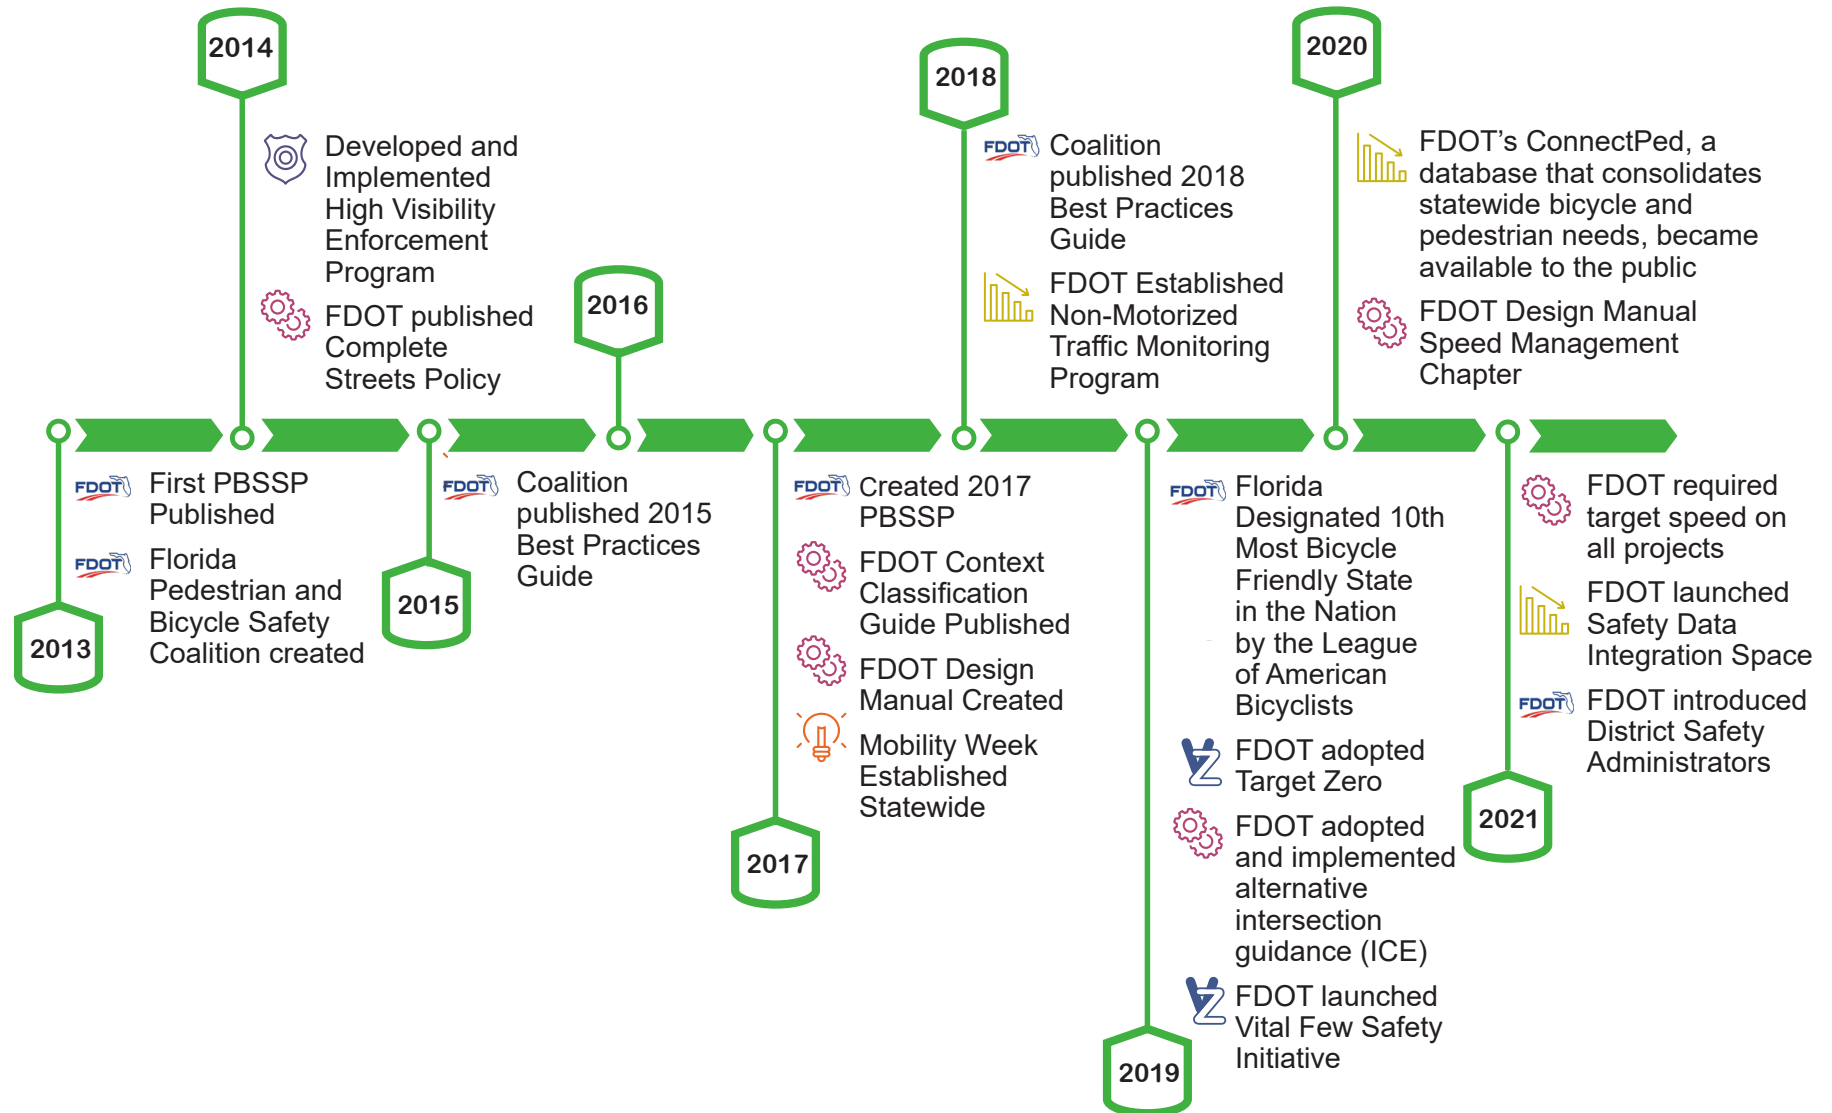 2014
Developed and
Implemented
High Visibility
Enforcement
Program
FDOT published
Complete
Streets Policy
2016
2018
FDOT
Coalition
published 2018
Best Practices
Guide
FDOT Established
Non-Motorized
Traffic Monitoring
Program
2020
FDOT’s ConnectPed, a
database that consolidates
statewide bicycle and
pedestrian needs, became
available to the public
FDOT Design Manual
Speed Management
Chapter
2013
FDOT
First PBSSP
Published
FDOT
Florida
Pedestrian and
Bicycle Safety
Coalition created
2015
FDOT
Coalition
published 2015
Best Practices
Guide
2017
FDOT
Created 2017
PBSSP
FDOT Context
Classification
Guide Published
FDOT Design
Manual Created
Mobility Week
Established
Statewide
2019
FDOT
Florida
Designated 10th
Most Bicycle
Friendly State
in the Nation
by the League
of American
Bicyclists
VZ
FDOT adopted
Target Zero
FDOT adopted
and implemented
alternative
intersection
guidance (ICE)
VZ
FDOT launched
Vital Few Safety
Initiative
2021
FDOT required
target speed on
all projects
FDOT launched
Safety Data
Integration Space
FDOT
FDOT introduced
District Safety
Administrators